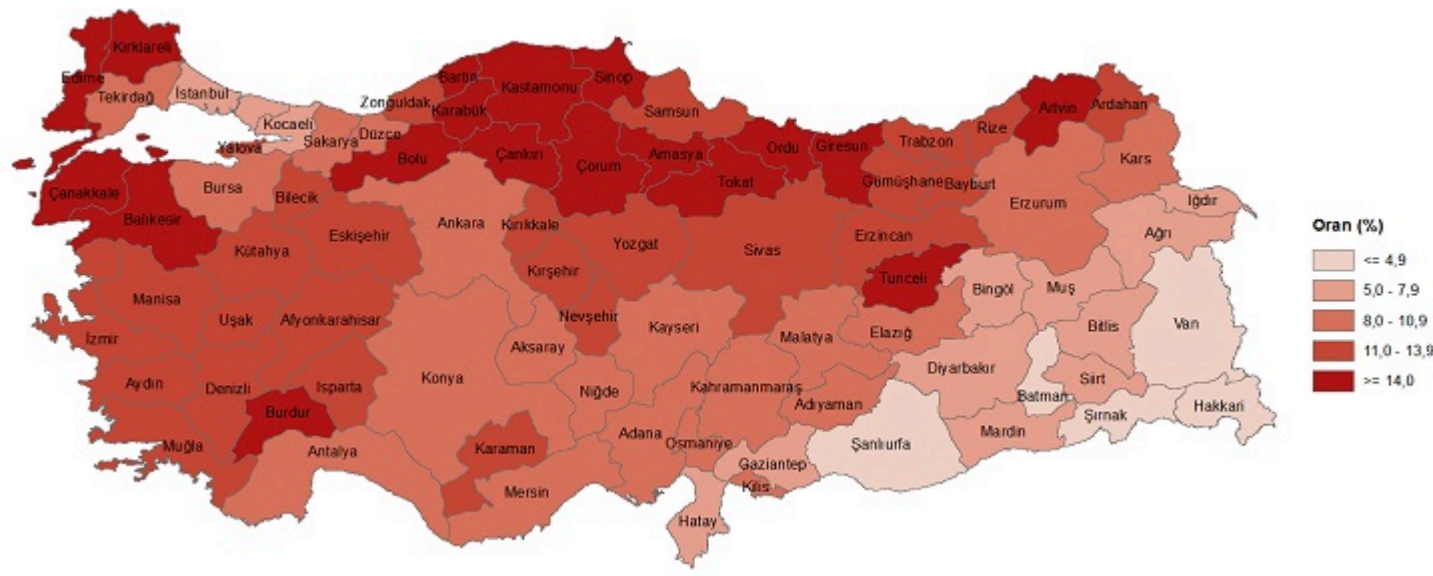 Kırklareli
Edirne
Tekirdağ
İstanbul
Kocaeli
Yalova
Sakarya
Düzce
Zonguldak
Bartın
Karabük
Kastamonu
Sinop
Samsun
Bolu
Çankırı
Çorum
Amasya
Tokat
Ordu
Giresun
Trabzon
Rize
Artvin
Ardahan
Kars
Gümüşhane
Bayburt
Erzurum
Iğdır
Ağrı
Çanakkale
Balıkesir
Bursa
Bilecik
Kütahya
Eskişehir
Ankara
Kırıkkale
Kırşehir
Yozgat
Sivas
Erzincan
Tunceli
Bingöl
Muş
Bitlis
Van
Manisa
Uşak
Afyonkarahisar
İzmir
Aydın
Denizli
Isparta
Burdur
Muğla
Antalya
Konya
Aksaray
Nevşehir
Niğde
Kayseri
Malatya
Elazığ
Diyarbakır
Batman
Siirt
Şırnak
Hakkari
Mardin
Şanlıurfa
Adıyaman
Kahramanmaraş
Osmaniye
Adana
Karaman
Mersin
Gaziantep
Kilis
Hatay
Oran (%)
<= 4,9
5,0 - 7,9
8,0 - 10,9
11,0 - 13,9
>= 14,0